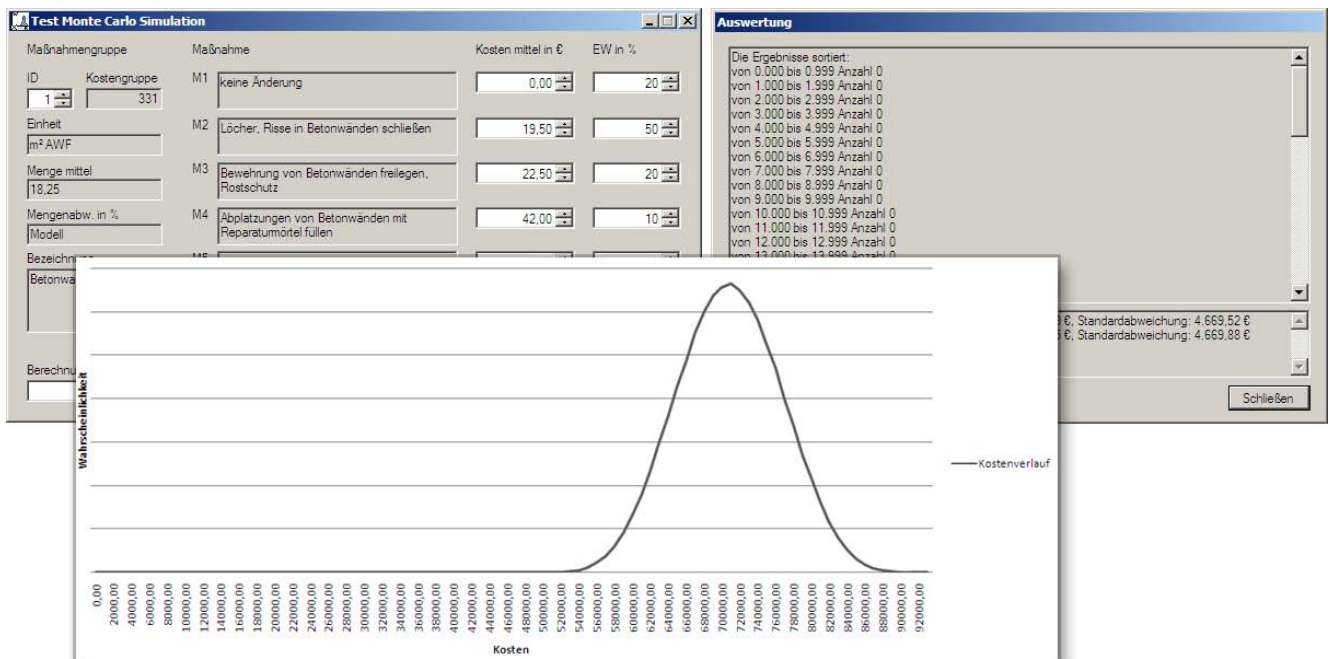 Test Monte Carlo Simulation
Maßnahmengruppe
Maßnahme
Kosten mittel in €
EW in %
ID
Kostengruppe
1
331
M1
keine Änderung
0,00
20
Einheit
m² AWF
M2
Löcher, Risse in Betonwänden schließen
19,50
50
Menge mittel
18,25
M3
Bewehrung von Betonwänden freilegen,
Rostschutz
22,50
20
Mengenabw. in %
Modell
M4
Abplatzungen von Betonwänden mit
Reparaturmörtel füllen
42,00
10
Auswertung
Die Ergebnisse sortiert:
von 0.000 bis 0.999 Anzahl 0
von 1.000 bis 1.999 Anzahl 0
von 2.000 bis 2.999 Anzahl 0
von 3.000 bis 3.999 Anzahl 0
von 4.000 bis 4.999 Anzahl 0
von 5.000 bis 5.999 Anzahl 0
von 6.000 bis 6.999 Anzahl 0
von 7.000 bis 7.999 Anzahl 0
von 8.000 bis 8.999 Anzahl 0
von 9.000 bis 9.999 Anzahl 0
von 10.000 bis 10.999 Anzahl 0
von 11.000 bis 11.999 Anzahl 0
von 12.000 bis 12.999 Anzahl 0
von 13.000 bis 13.999 Anzahl 0
€, Standardabweichung: 4.669,52 €
€, Standardabweichung: 4.669,88 €
Schließen
Wahrscheinlichkeit
Kostenverlauf
0,00
2000,00
4000,00
6000,00
8000,00
10000,00
12000,00
14000,00
16000,00
18000,00
20000,00
22000,00
24000,00
26000,00
28000,00
30000,00
32000,00
34000,00
36000,00
38000,00
40000,00
42000,00
44000,00
46000,00
48000,00
50000,00
52000,00
54000,00
56000,00
58000,00
60000,00
62000,00
64000,00
66000,00
68000,00
70000,00
72000,00
74000,00
76000,00
78000,00
80000,00
82000,00
84000,00
86000,00
88000,00
90000,00
92000,00
Kosten